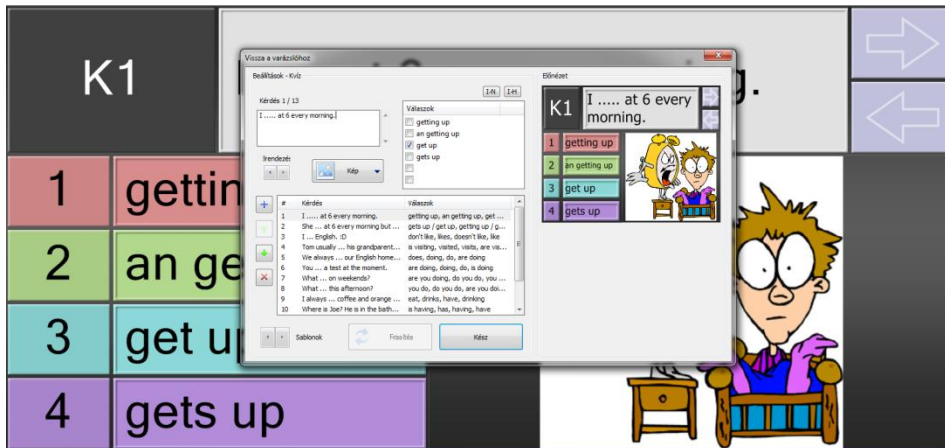 K1
g.
1 gettin
2 an ge
3 get up
4 gets up
Vissza a varázslóhoz
Beállítások - Kvíz
I-N I-H
Kérdés 1 / 13
I ..... at 6 every morning.
Válaszok
getting up
an getting up
get up
gets up
Irendezés
Kép
# Kérdés Válaszok
1 I ..... at 6 every morning. getting up, an getting up, get ...
2 She ... at 6 every morning but ... gets up / get up, getting up / g...
3 I ... English. :D don't like, likes, doesn't like, like
4 Tom usually ... his grandparent... is visiting, visited, visits, are vis...
5 We always ... our English home... does, doing, do, are doing
6 You ... a test at the moment. are doing, doing, do, is doing
7 What ... on weekends? are you doing, do you do, you ...
8 What ... this afternoon? you do, do you do, are you doi...
9 I always ... coffee and orange ... eat, drinks, have, drinking
10 Where is Joe? He is in the bath... is having, has, having, have
Sablonok
Frissítés
Kész
Előnézet
K1
I ..... at 6 every
morning.
1 getting up
2 an getting up
3 get up
4 gets up